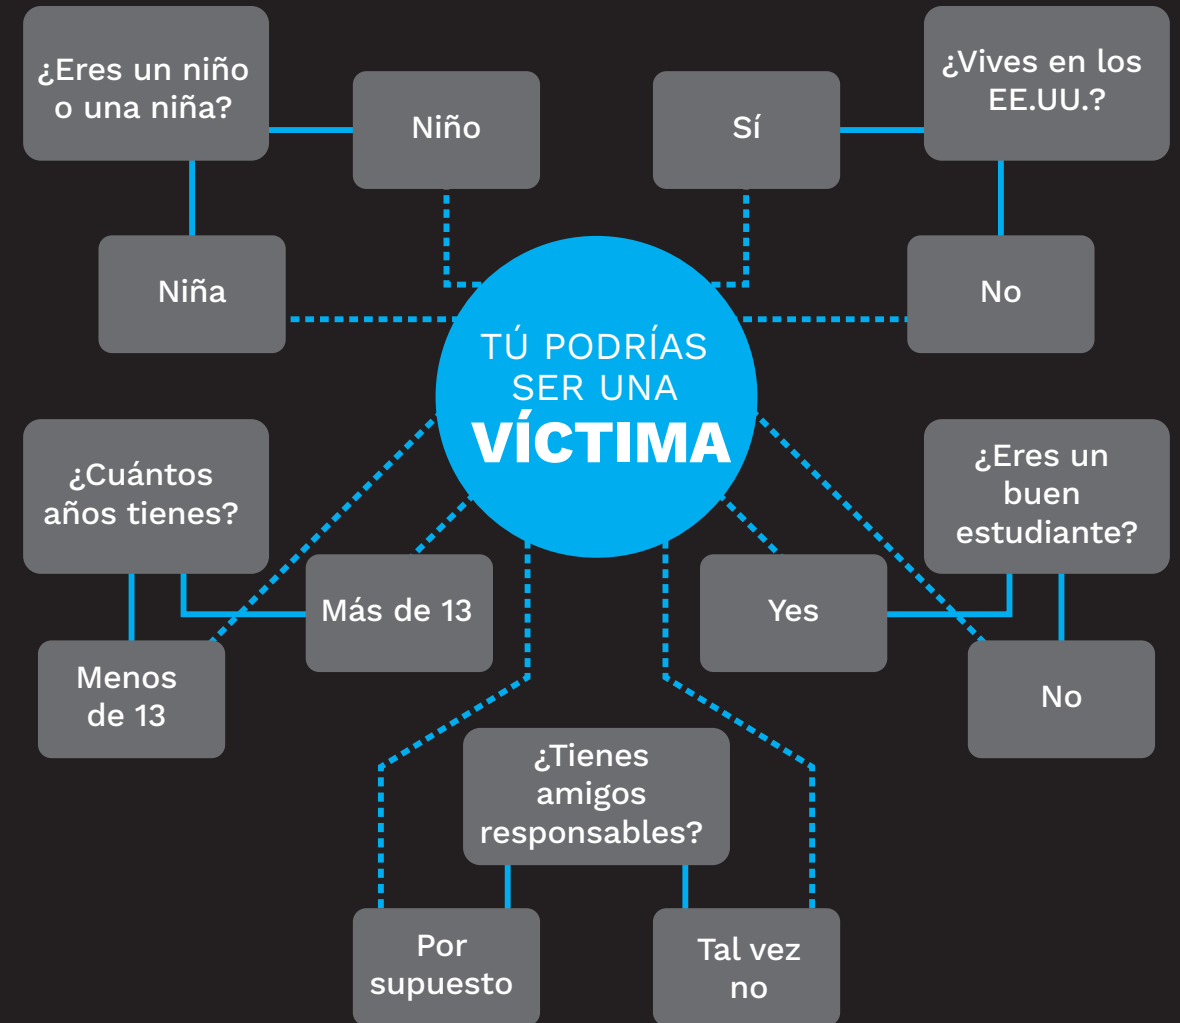 ¿Eres un niño
o una niña?
Niño
Sí
¿Vives en los
EE.UU.?
Niña
No
TÚ PODRÍAS
SER UNA
VÍCTIMA
¿Cuántos
años tienes?
¿Eres un
buen
estudiante?
Más de 13
Yes
Menos
de 13
No
¿Tienes
amigos
responsables?
Por
supuesto
Tal vez
no